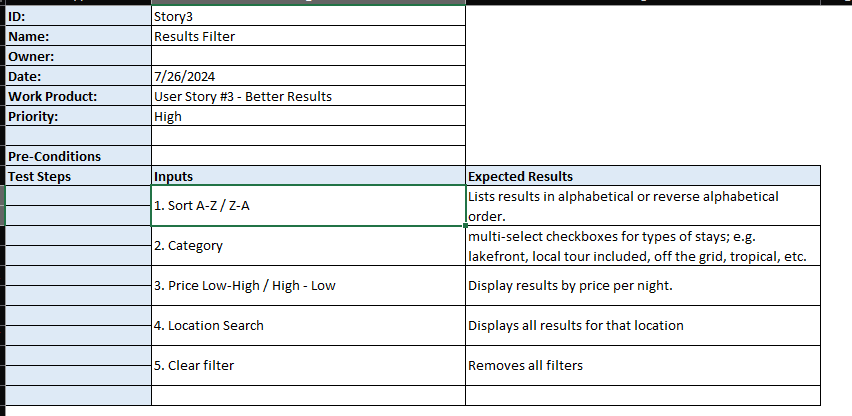 ID: Story3
Name: Results Filter
Owner:
Date: 7/26/2024
Work Product: User Story #3 - Better Results
Priority: High
Pre-Conditions
Test Steps Inputs Expected Results
1. Sort A-Z / Z-A Lists results in alphabetical or reverse alphabetical
order.
2. Category multi-select checkboxes for types of stays; e.g.
lakefront, local tour included, off the grid, tropical, etc.
3. Price Low-High / High - Low Display results by price per night.
4. Location Search Displays all results for that location
5. Clear filter Removes all filters